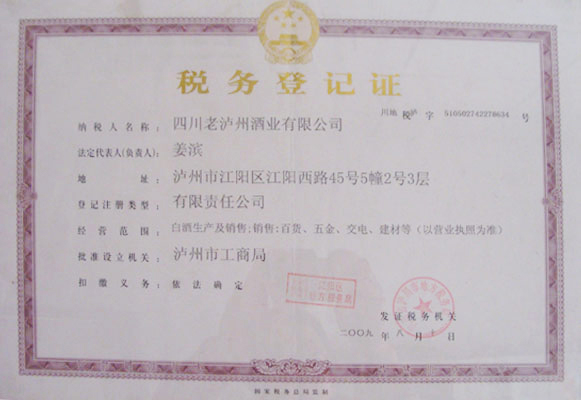 税务登记证
川地 税 字 510502742278634 号
纳税人名称： 四川老泸州酒业有限公司
法定代表人(负责人)： 姜滨
地址： 泸州市江阳区江阳西路45号5幢2号3层
登记注册类型： 有限责任公司
经营范围： 白酒生产及销售;销售:百货、五金、交电、建材等（以营业执照为准）
批准设立机关： 泸州市工商局
扣缴义务： 依法确定
江阳区
发证税务机关
二〇〇九 年 八 月 十 日
国家税务总局监制